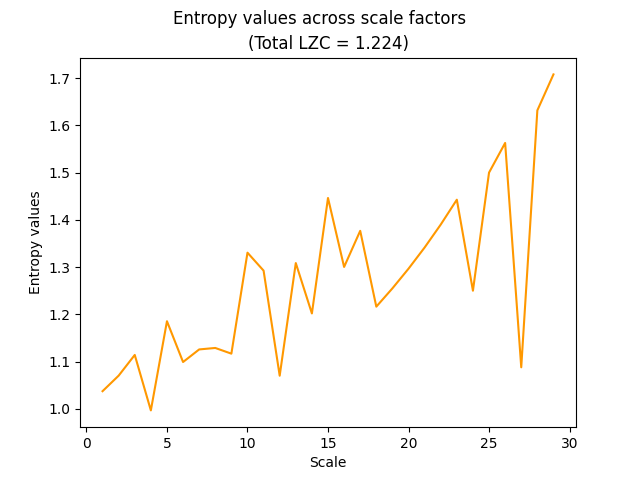 Entropy values across scale factors
(Total LZC = 1.224)
1.7
1.6
1.5
1.4
1.3
1.2
1.1
1.0
Entropy values
0 5 10 15 20 25 30
Scale